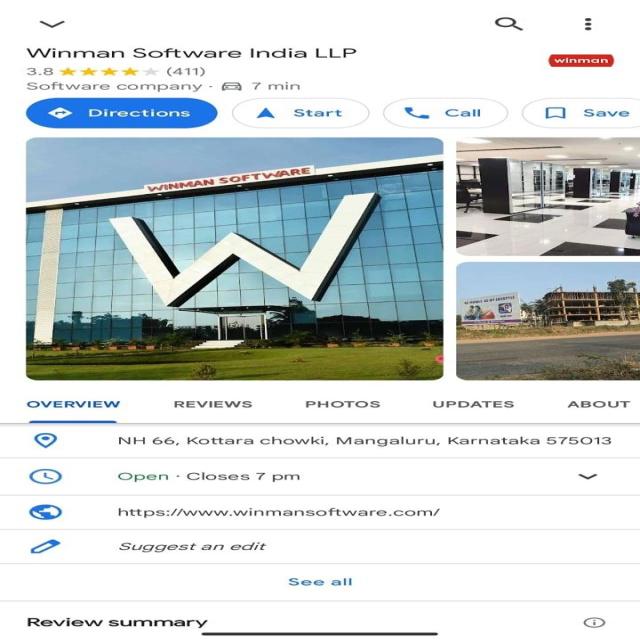 Winman Software India LLP
winman
3.8 (411)
Software company · 7 min
Directions
Start
Call
Save
WINMAN SOFTWARE
W
OVERVIEW
REVIEWS
PHOTOS
UPDATES
ABOUT
NH 66, Kottara chowki, Mangaluru, Karnataka 575013
Open · Closes 7 pm
https://www.winmansoftware.com/
Suggest an edit
See all
Review summary